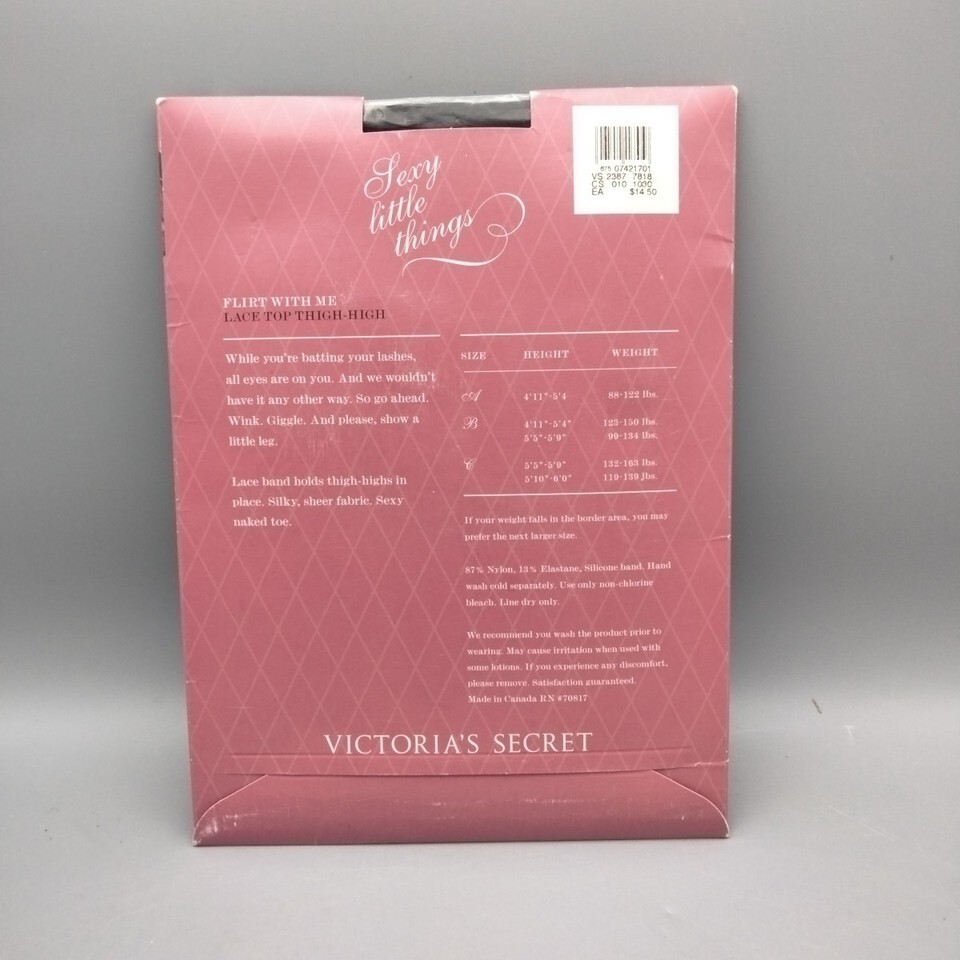 675 07421701
VS 2387 7818
CS 010 1030
EA $14.50
Sexy
little
things
FLIRT WITH ME
LACE TOP THIGH-HIGH
While you're batting your lashes,
all eyes are on you. And we wouldn't
have it any other way. So go ahead.
Wink. Giggle. And please, show a
little leg.
Lace band holds thigh-highs in
place. Silky, sheer fabric. Sexy
naked toe.
SIZE HEIGHT WEIGHT
A 4'11"-5'4 88-122 lbs.
B 4'11"-5'4" 123-150 lbs.
5'5"-5'9" 99-134 lbs.
C 5'5"-5'9" 132-163 lbs.
5'10"-6'0" 119-139 lbs.
If your weight falls in the border area, you may
prefer the next larger size.
87% Nylon, 13% Elastane, Silicone band. Hand
wash cold separately. Use only non-chlorine
bleach. Line dry only.
We recommend you wash the product prior to
wearing. May cause irritation when used with
some lotions. If you experience any discomfort,
please remove. Satisfaction guaranteed.
Made in Canada RN #70817
VICTORIA'S SECRET